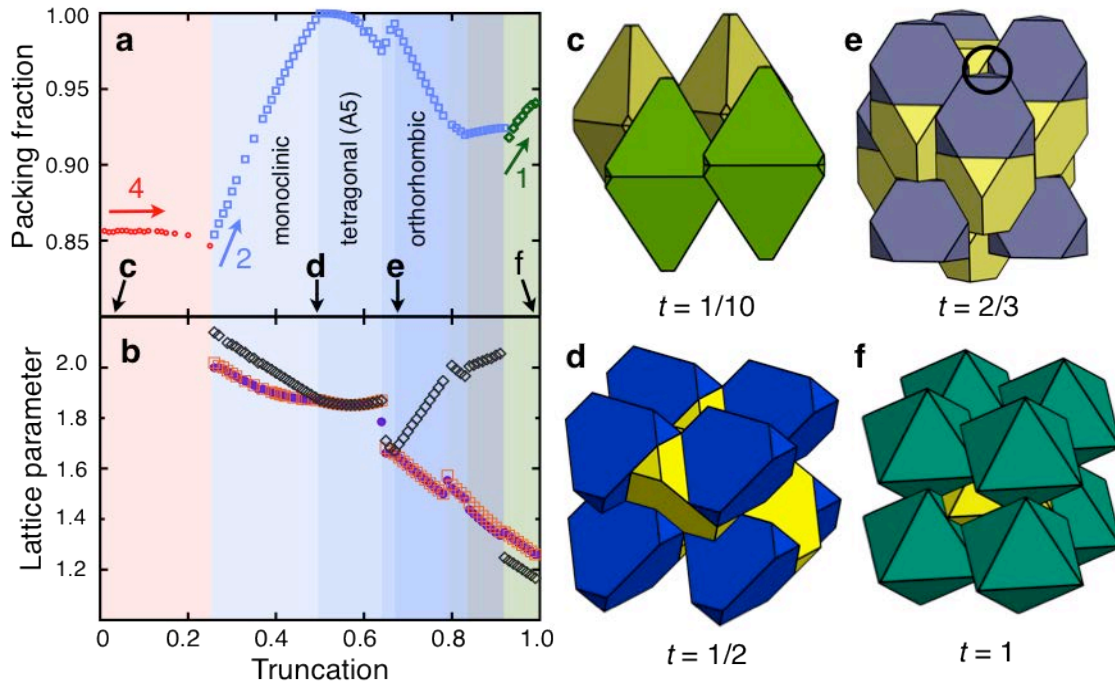 a
Packing fraction
1.00
0.95
0.90
0.85
4
2
1
monoclinic
tetragonal (A5)
orthorhombic
c
d
e
f
b
Lattice parameter
2.0
1.8
1.6
1.4
1.2
0
0.2
0.4
0.6
0.8
1.0
Truncation
c
t = 1/10
e
t = 2/3
d
t = 1/2
f
t = 1